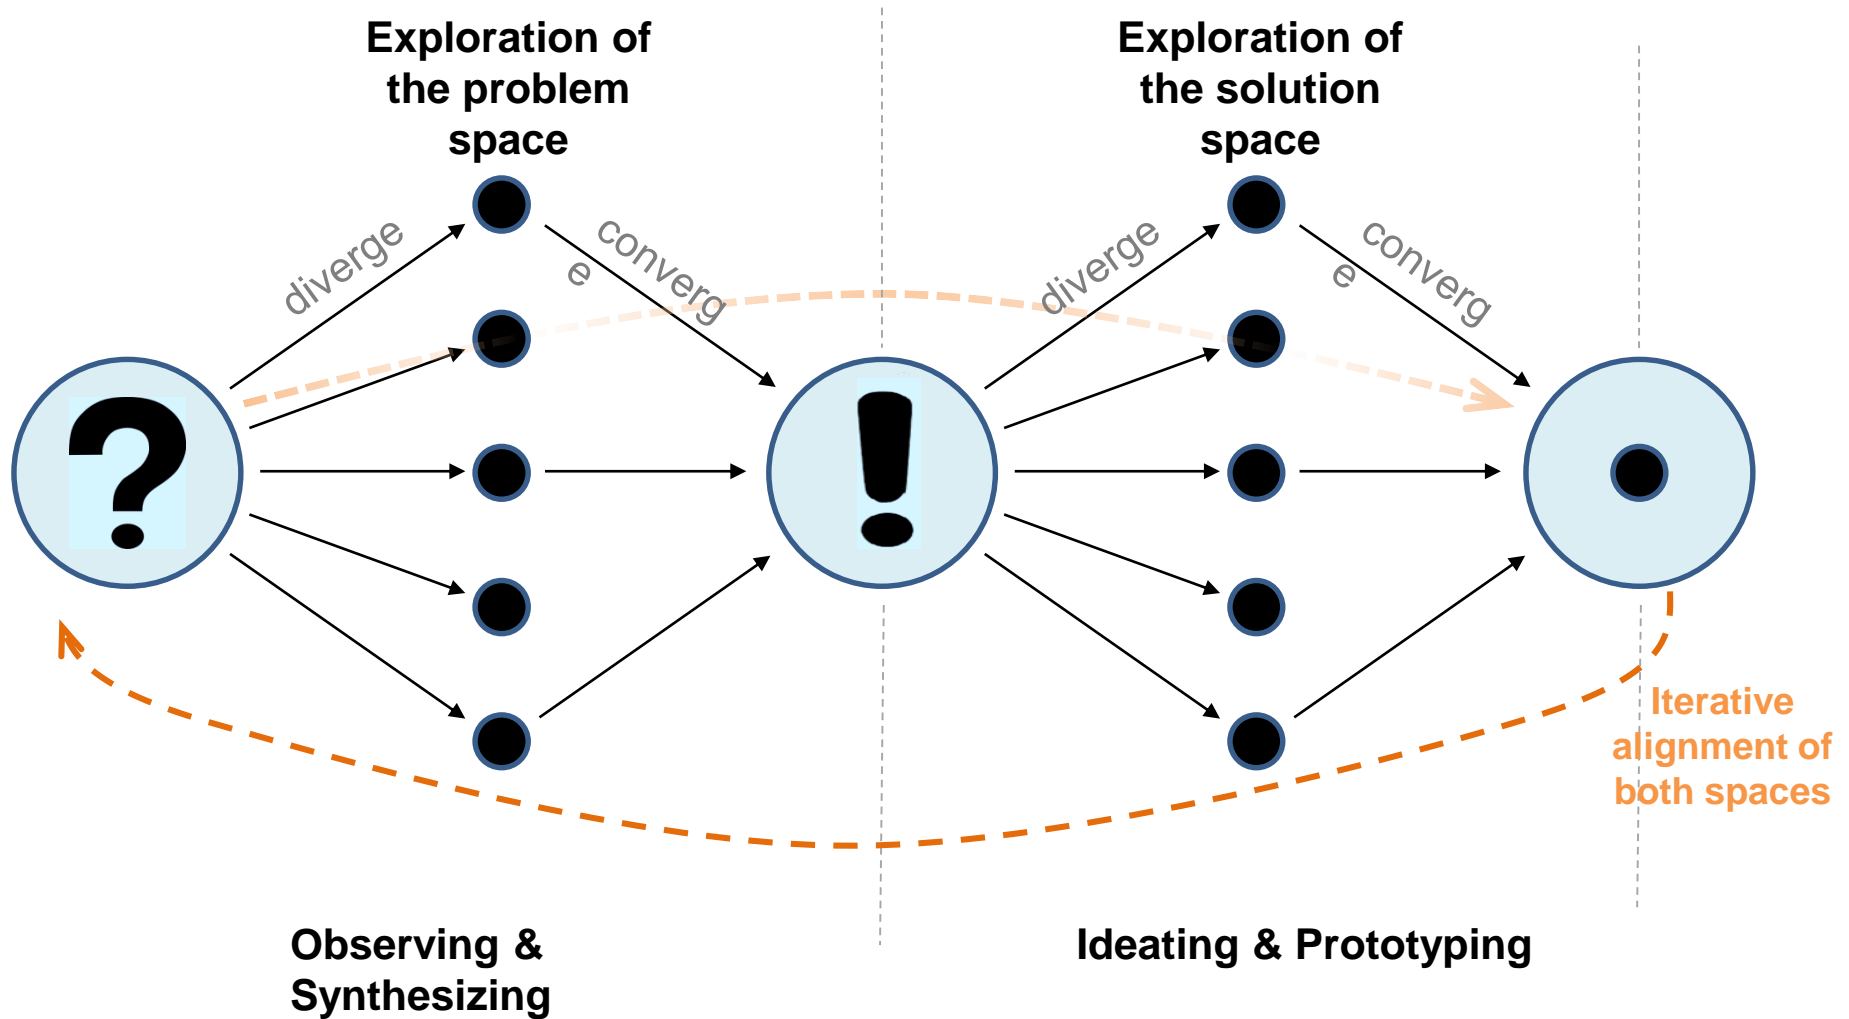 Exploration of
the problem
space
Exploration of
the solution
space
diverge
converg
e
diverge
converg
e
?
!
Iterative
alignment of
both spaces
Observing &
Synthesizing
Ideating & Prototyping